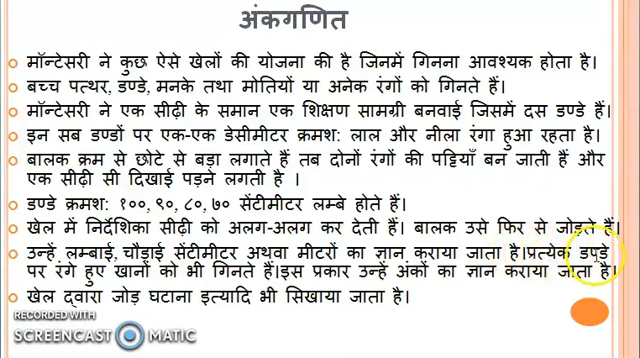 अंकगणित
मॉन्टेसरी ने कुछ ऐसे खेलों की योजना की है जिनमें गिनना आवश्यक होता है।
बच्च पत्थर, डण्डे, मनके तथा मोतियों या अनेक रंगों को गिनते हैं।
मॉन्टेसरी ने एक सीढ़ी के समान एक शिक्षण सामग्री बनवाई जिसमें दस डण्डे हैं।
इन सब डण्डों पर एक-एक डेसीमीटर क्रमश: लाल और नीला रंगा हुआ रहता है।
बालक क्रम से छोटे से बड़ा लगाते हैं तब दोनों रंगों की पट्टियाँ बन जाती हैं और
एक सीढ़ी सी दिखाई पड़ने लगती है ।
डण्डे क्रमश: १००, ९०, ८०, ७० सेंटीमीटर लम्बे होते हैं।
खेल में निर्देशिका सीढ़ी को अलग-अलग कर देती हैं। बालक उसे फिर से जोड़ते हैं।
उन्हें लम्बाई, चौड़ाई सेंटीमीटर अथवा मीटरों का ज्ञान कराया जाता है।प्रत्येक डण्डे
पर रंगे हुए खानों को भी गिनते हैं।इस प्रकार उन्हें अंकों का ज्ञान कराया जाता है।
खेल द्वारा जोड़ घटाना इत्यादि भी सिखाया जाता है।
RECORDED WITH
SCREENCAST MATIC